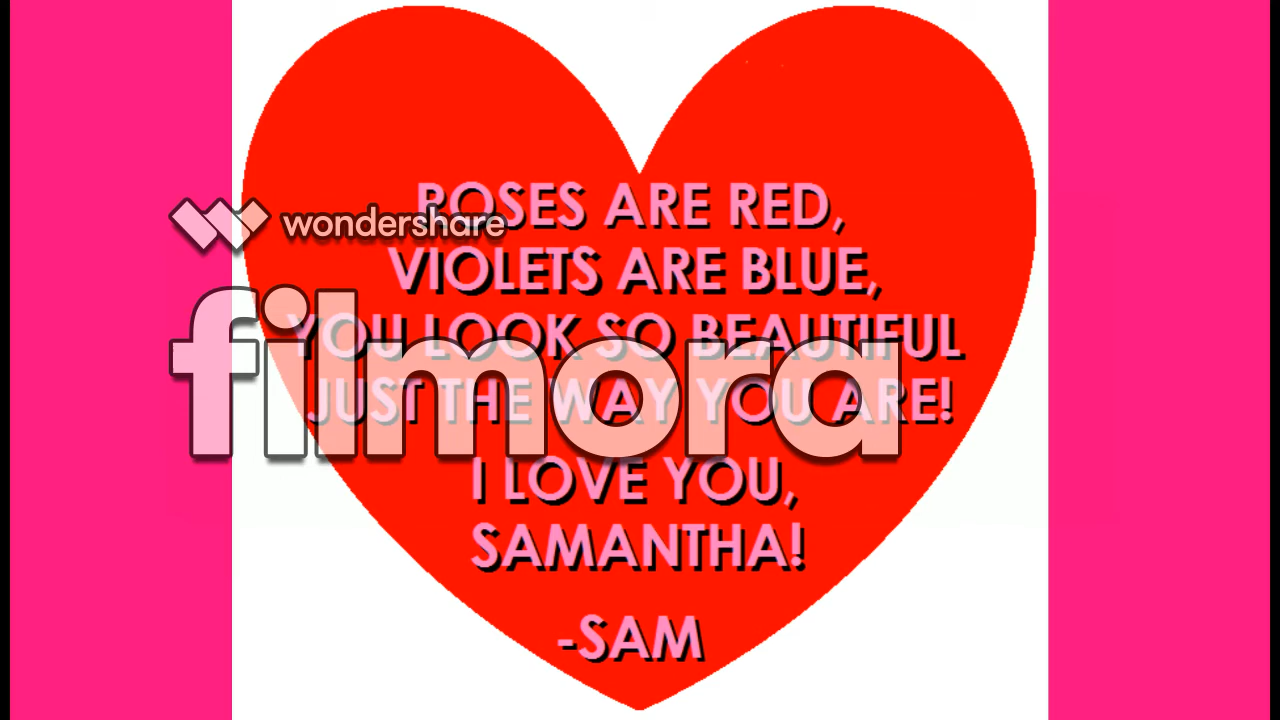 ROSES ARE RED,
wondershare
VIOLETS ARE BLUE,
YOU LOOK SO BEAUTIFUL
filmora
JUST THE WAY YOU ARE!
I LOVE YOU,
SAMANTHA!
-SAM